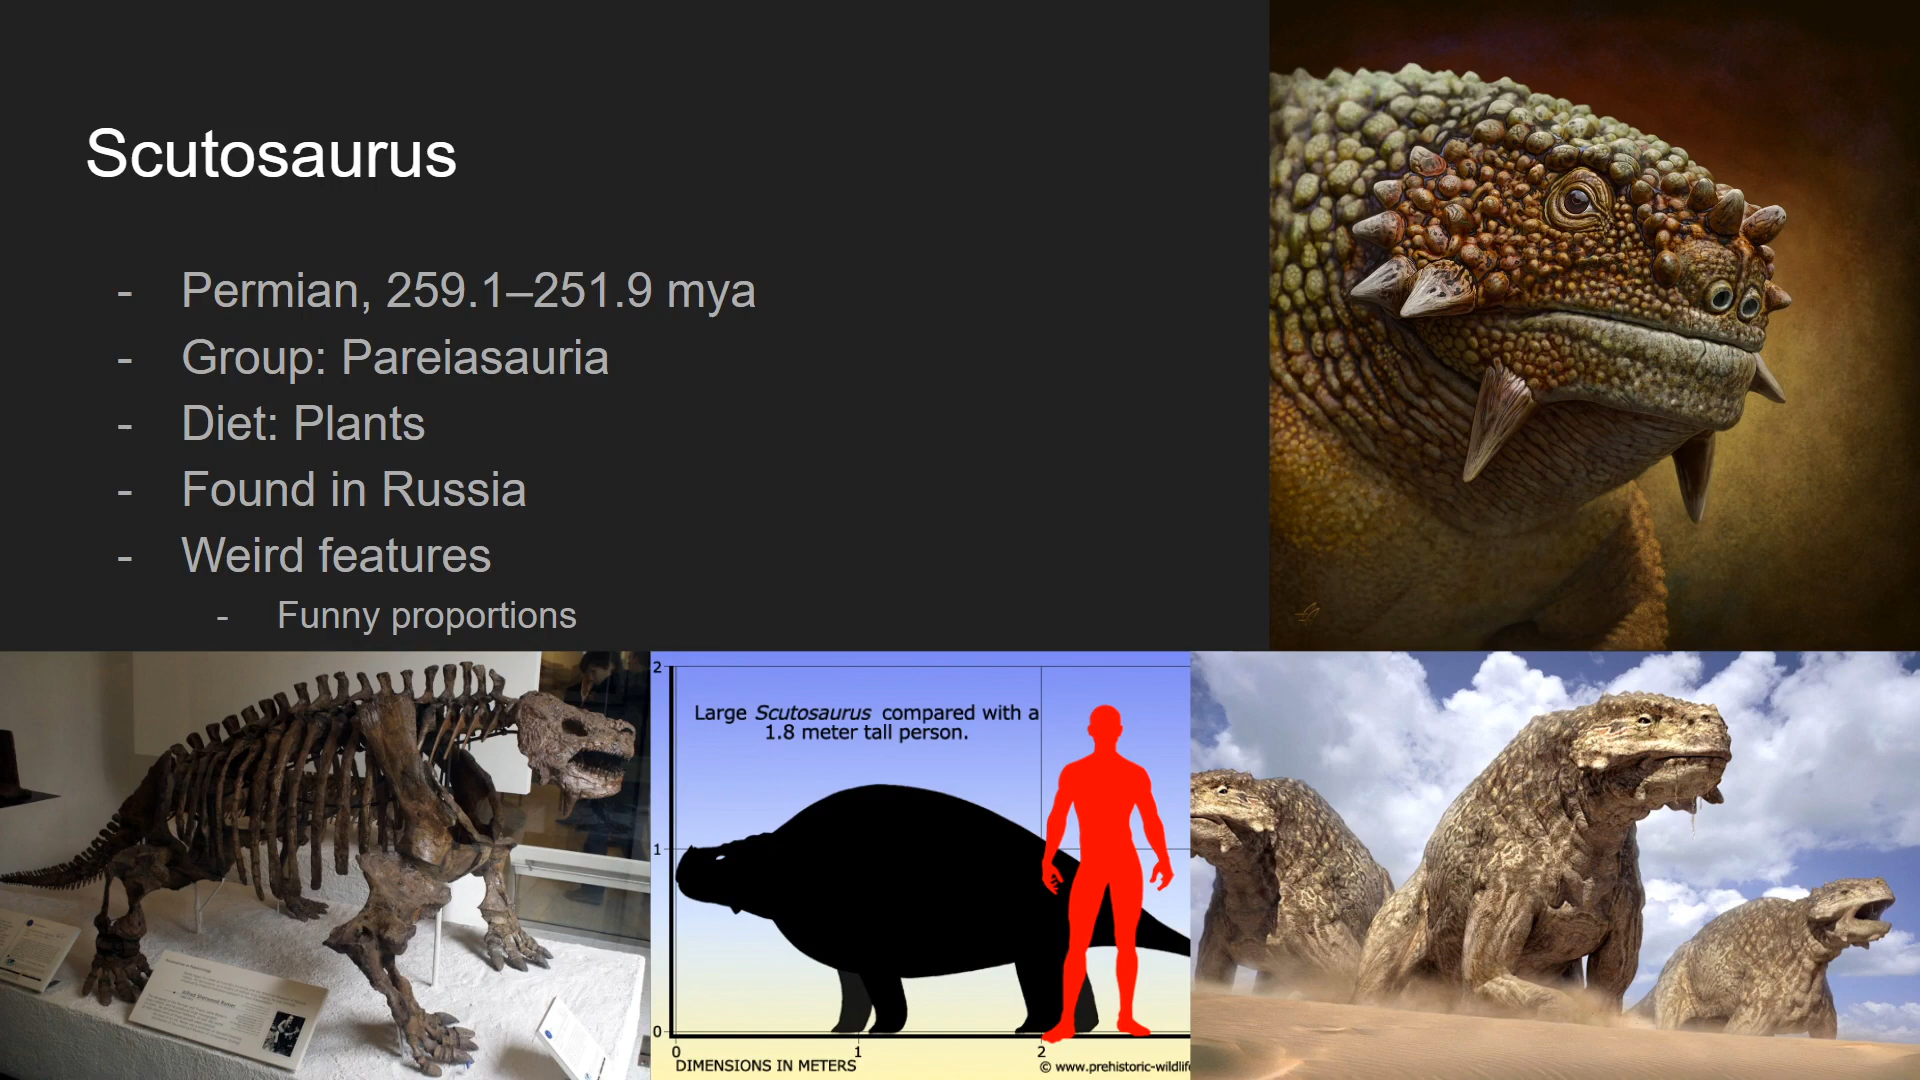 Scutosaurus
- Permian, 259.1–251.9 mya
- Group: Pareiasauria
- Diet: Plants
- Found in Russia
- Weird features
- Funny proportions
2
Large Scutosaurus compared with a
1.8 meter tall person.
1
0
0 1 2
DIMENSIONS IN METERS
© www.prehistoric-wildlife